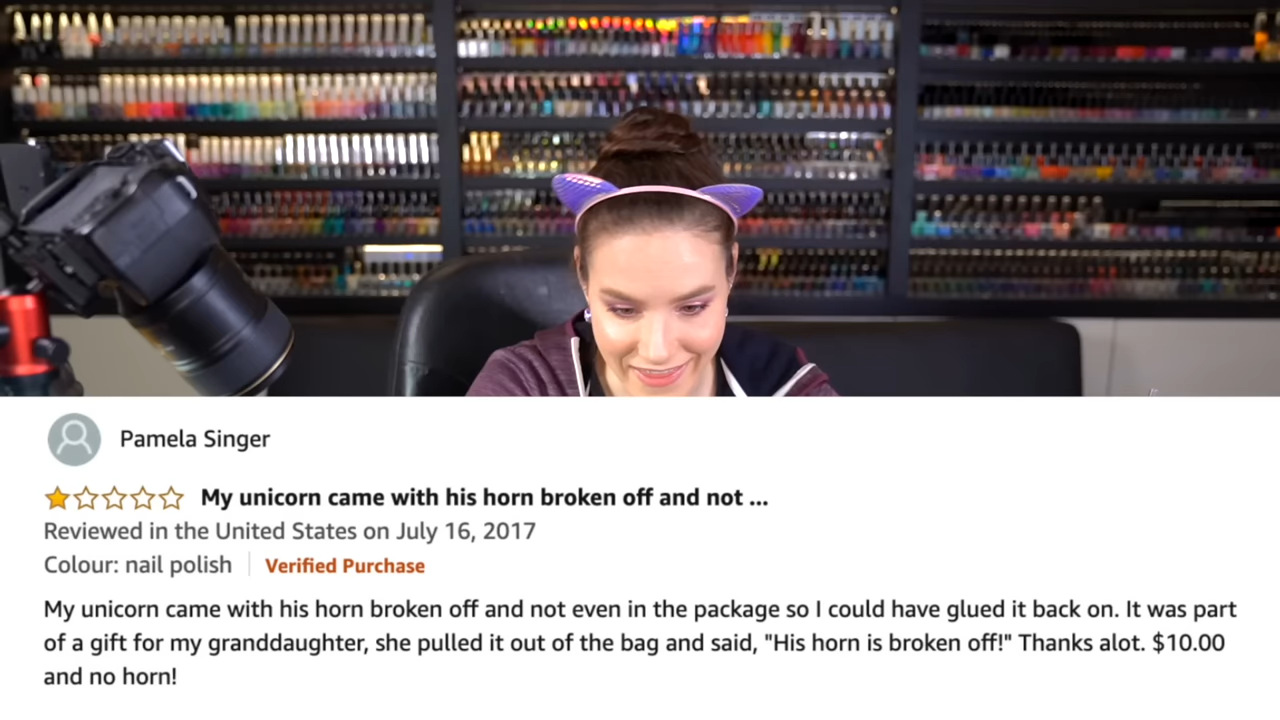 Pamela Singer
My unicorn came with his horn broken off and not ...
Reviewed in the United States on July 16, 2017
Colour: nail polish Verified Purchase
My unicorn came with his horn broken off and not even in the package so I could have glued it back on. It was part
of a gift for my granddaughter, she pulled it out of the bag and said, "His horn is broken off!" Thanks alot. $10.00
and no horn!